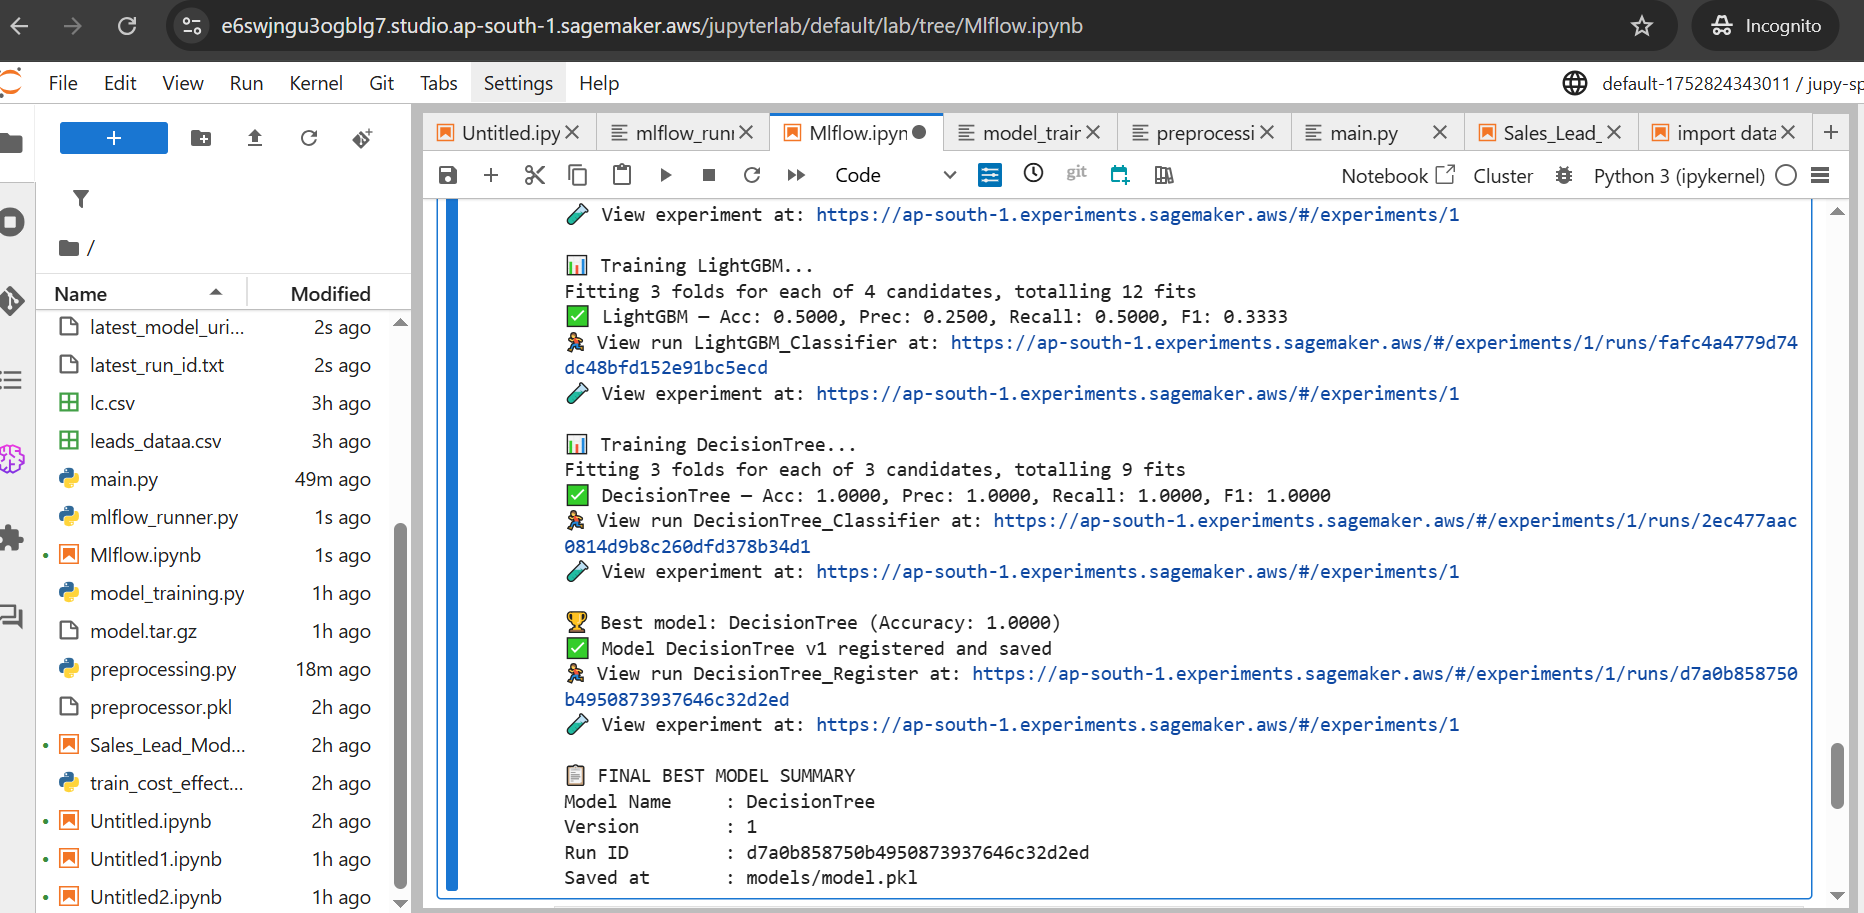 e6swjngu3ogblg7.studio.ap-south-1.sagemaker.aws/jupyterlab/default/lab/tree/Mlflow.ipynb
Incognito
File Edit View Run Kernel Git Tabs Settings Help
default-1752824343011 / jupy-sp
+
Untitled.ipy
mlflow_runi
Mlflow.ipyn
model_trair
preprocessi
main.py
Sales_Lead_
import data
Code
git
Notebook
Cluster
Python 3 (ipykernel)
/
Name Modified
latest_model_uri... 2s ago
latest_run_id.txt 2s ago
lc.csv 3h ago
leads_dataa.csv 3h ago
main.py 49m ago
mlflow_runner.py 1s ago
Mlflow.ipynb 1s ago
model_training.py 1h ago
model.tar.gz 1h ago
preprocessing.py 18m ago
preprocessor.pkl 2h ago
Sales_Lead_Mod... 2h ago
train_cost_effect... 2h ago
Untitled.ipynb 2h ago
Untitled1.ipynb 1h ago
Untitled2.ipynb 1h ago
🧪 View experiment at: https://ap-south-1.experiments.sagemaker.aws/#/experiments/1
📊 Training LightGBM...
Fitting 3 folds for each of 4 candidates, totalling 12 fits
✅ LightGBM — Acc: 0.5000, Prec: 0.2500, Recall: 0.5000, F1: 0.3333
🏃 View run LightGBM_Classifier at: https://ap-south-1.experiments.sagemaker.aws/#/experiments/1/runs/fafc4a4779d74
dc48bfd152e91bc5ecd
🧪 View experiment at: https://ap-south-1.experiments.sagemaker.aws/#/experiments/1
📊 Training DecisionTree...
Fitting 3 folds for each of 3 candidates, totalling 9 fits
✅ DecisionTree — Acc: 1.0000, Prec: 1.0000, Recall: 1.0000, F1: 1.0000
🏃 View run DecisionTree_Classifier at: https://ap-south-1.experiments.sagemaker.aws/#/experiments/1/runs/2ec477aac
0814d9b8c260dfd378b34d1
🧪 View experiment at: https://ap-south-1.experiments.sagemaker.aws/#/experiments/1
🏆 Best model: DecisionTree (Accuracy: 1.0000)
✅ Model DecisionTree v1 registered and saved
🏃 View run DecisionTree_Register at: https://ap-south-1.experiments.sagemaker.aws/#/experiments/1/runs/d7a0b858750
b4950873937646c32d2ed
🧪 View experiment at: https://ap-south-1.experiments.sagemaker.aws/#/experiments/1
📋 FINAL BEST MODEL SUMMARY
Model Name : DecisionTree
Version : 1
Run ID : d7a0b858750b4950873937646c32d2ed
Saved at : models/model.pkl